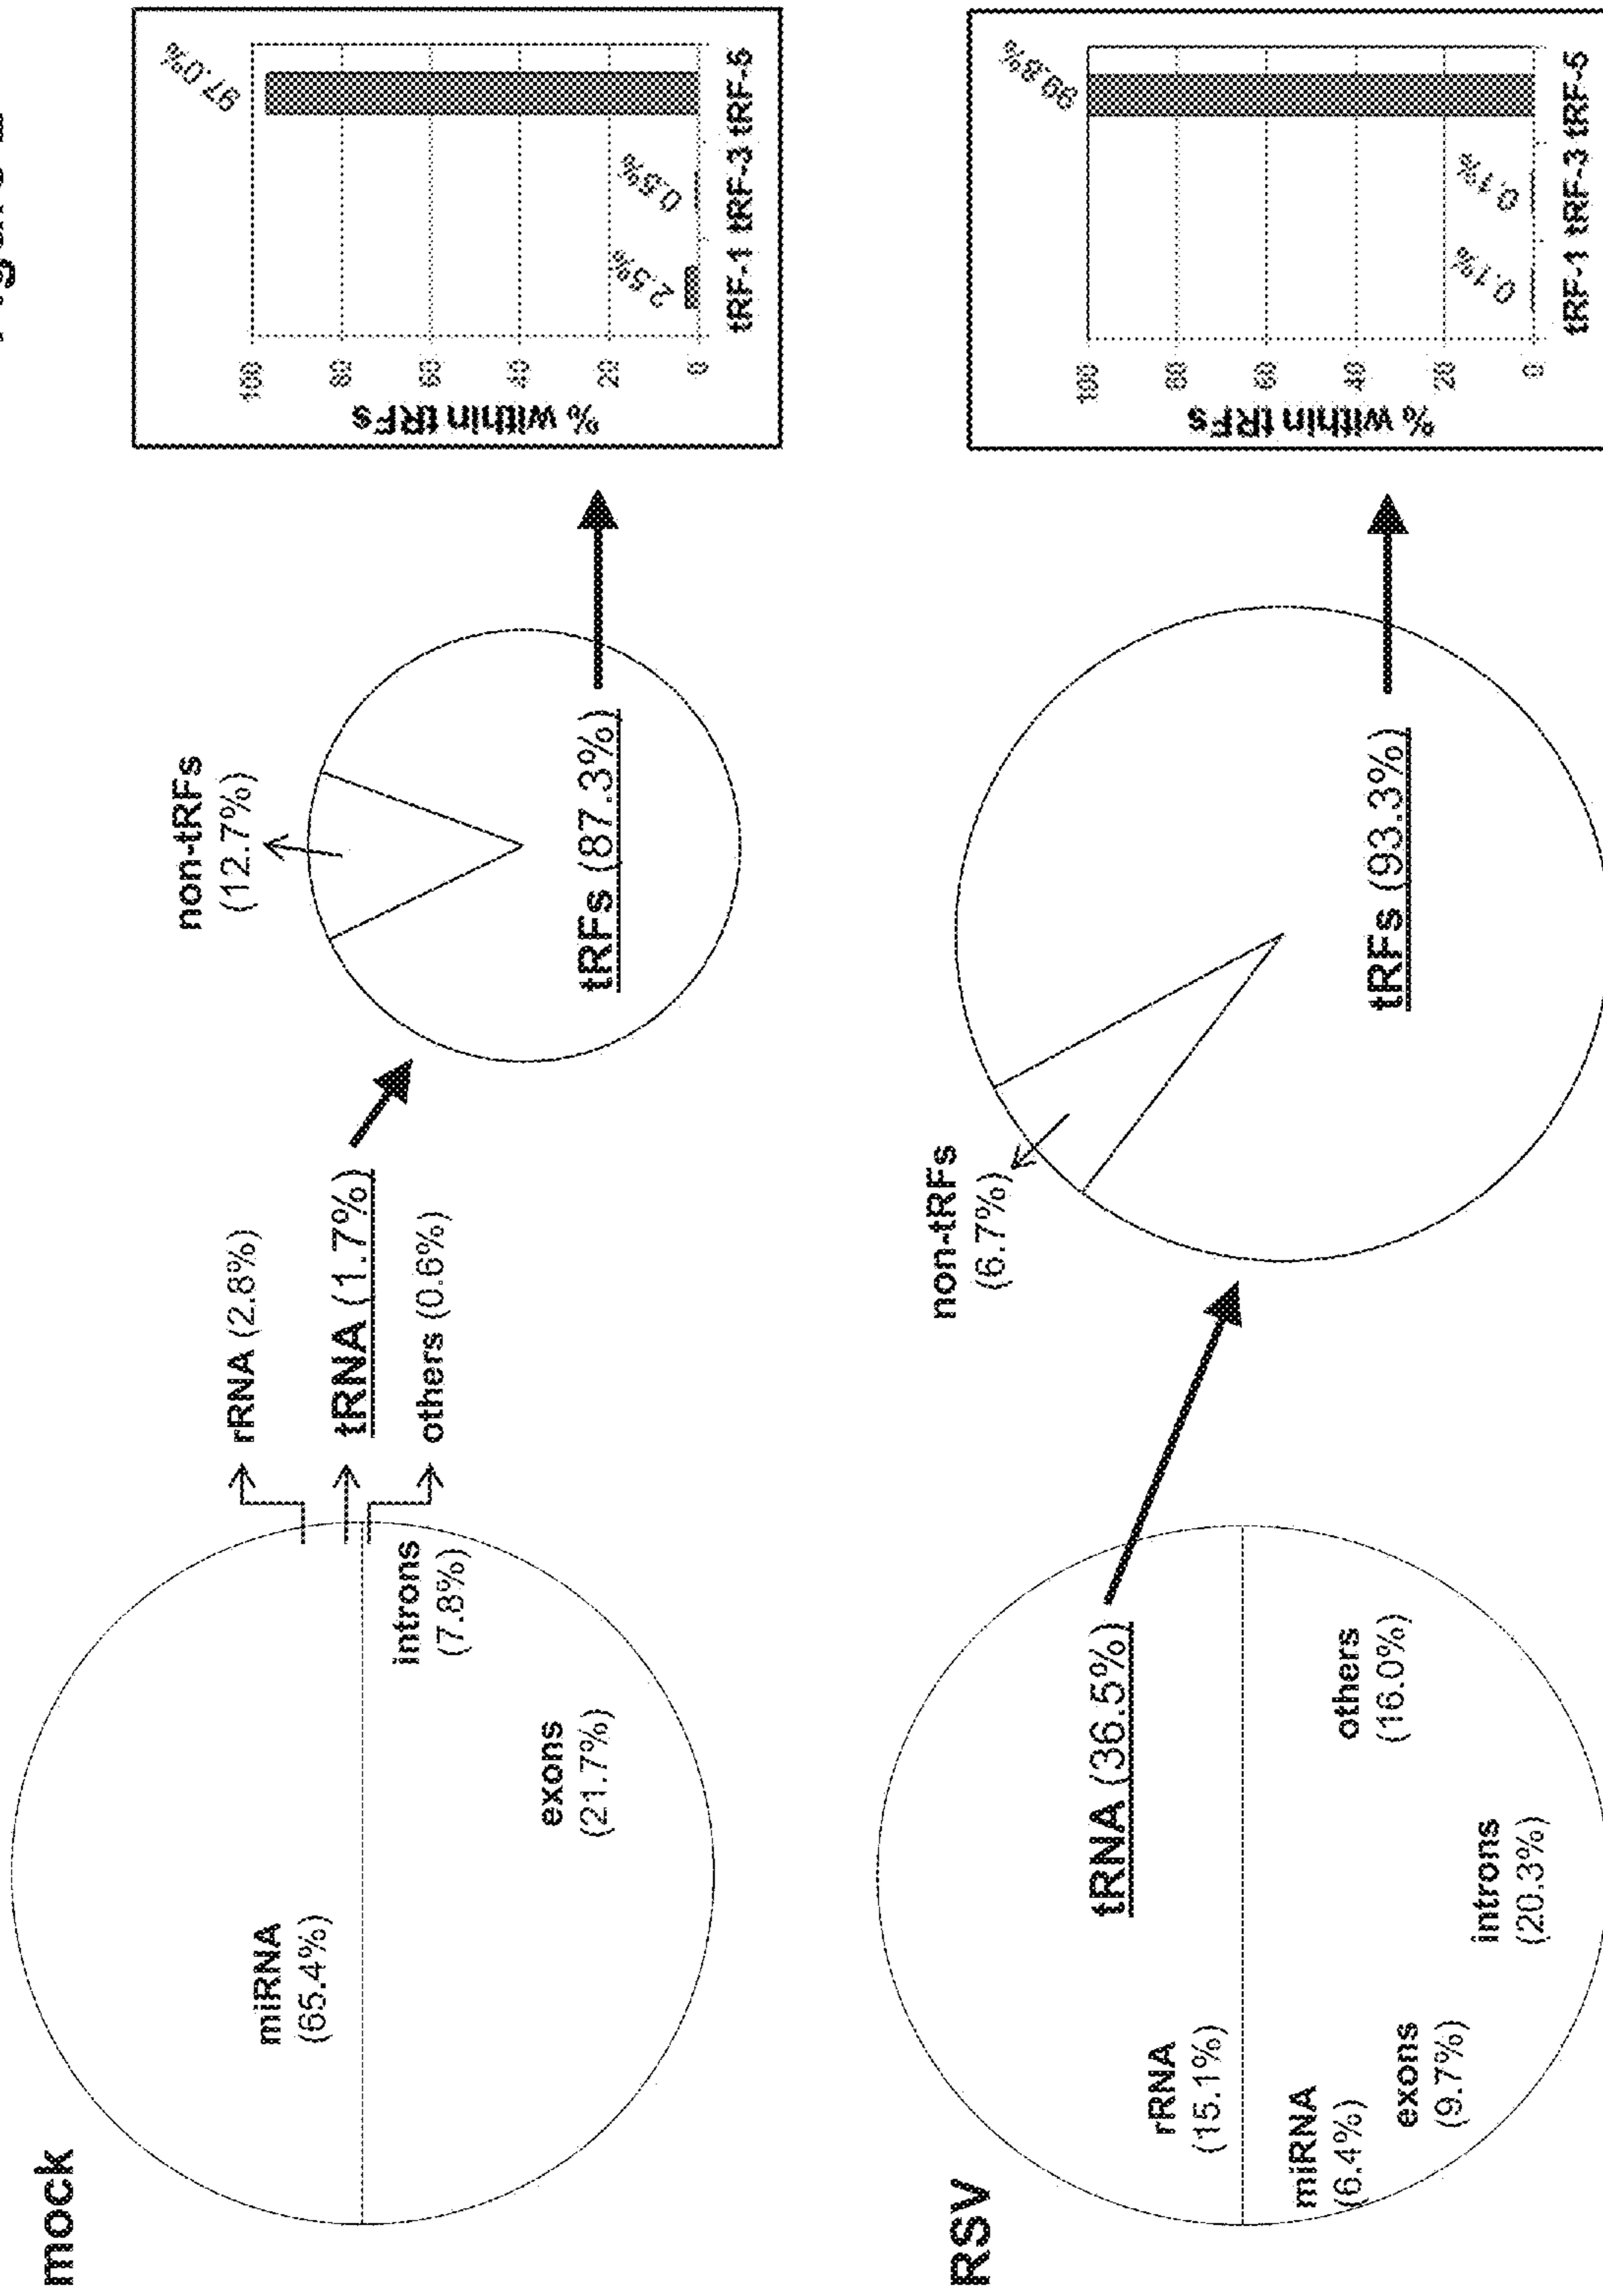 mock
miRNA
(65.4%)
exons
(21.7%)
introns
(7.8%)
rRNA (2.8%)
tRNA (1.7%)
others (0.6%)
non-tRFs
(12.7%)
tRFs (87.3%)
% within tRFs
100
80
60
40
20
0
2.5%
0.5%
97.0%
tRF-1 tRF-3 tRF-5
RSV
rRNA
(15.1%)
tRNA (36.5%)
miRNA
(6.4%)
exons
(9.7%)
introns
(20.3%)
others
(16.0%)
non-tRFs
(6.7%)
tRFs (93.3%)
% within tRFs
100
80
60
40
20
0
0.1%
0.1%
99.8%
tRF-1 tRF-3 tRF-5